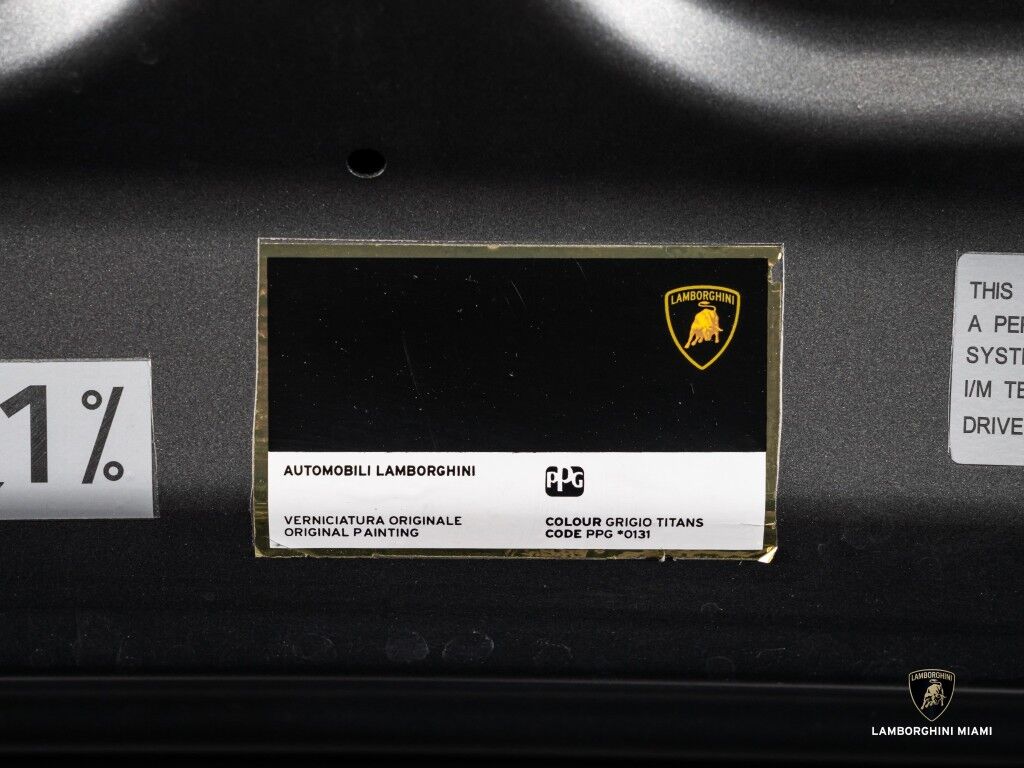 LAMBORGHINI
1%
AUTOMOBILI LAMBORGHINI
PPG
VERNICIATURA ORIGINALE
ORIGINAL PAINTING
COLOUR GRIGIO TITANS
CODE PPG *0131
THIS
A PE
SYST
I/M TE
DRIVE
LAMBORGHINI
LAMBORGHINI MIAMI